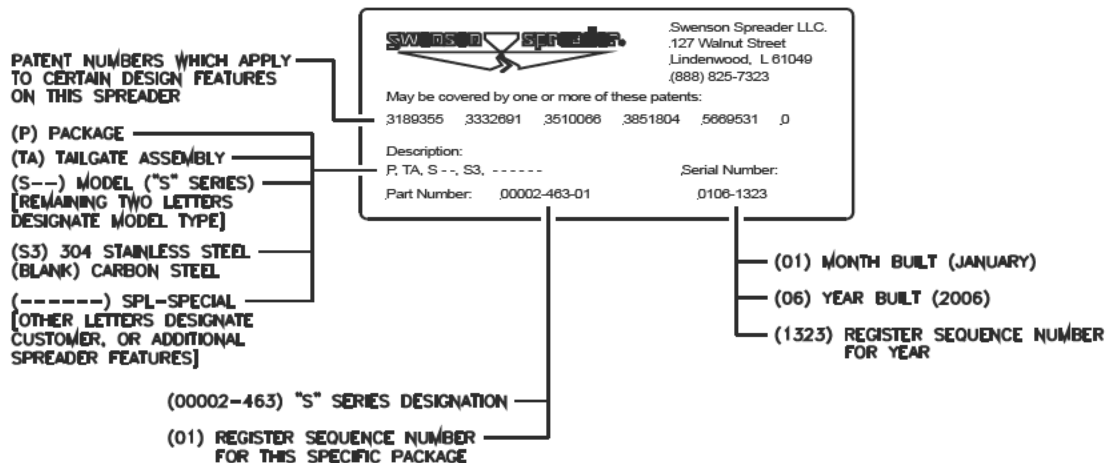 swenson spreader.
Swenson Spreader LLC.
127 Walnut Street
Lindenwood, L 61049
(888) 825-7323
May be covered by one or more of these patents:
3189355 3332691 3510066 3851804 5669531 0
Description:
P, TA, S --, S3, ------
Serial Number:
Part Number: 00002-463-01
0106-1323
PATENT NUMBERS WHICH APPLY
TO CERTAIN DESIGN FEATURES
ON THIS SPREADER
(P) PACKAGE
(TA) TAILGATE ASSEMBLY
(S--) MODEL ("S" SERIES)
[REMAINING TWO LETTERS
DESIGNATE MODEL TYPE]
(S3) 304 STAINLESS STEEL
(BLANK) CARBON STEEL
(------) SPL-SPECIAL
[OTHER LETTERS DESIGNATE
CUSTOMER, OR ADDITIONAL
SPREADER FEATURES]
(00002-463) "S" SERIES DESIGNATION
(01) REGISTER SEQUENCE NUMBER
FOR THIS SPECIFIC PACKAGE
(01) MONTH BUILT (JANUARY)
(06) YEAR BUILT (2006)
(1323) REGISTER SEQUENCE NUMBER
FOR YEAR